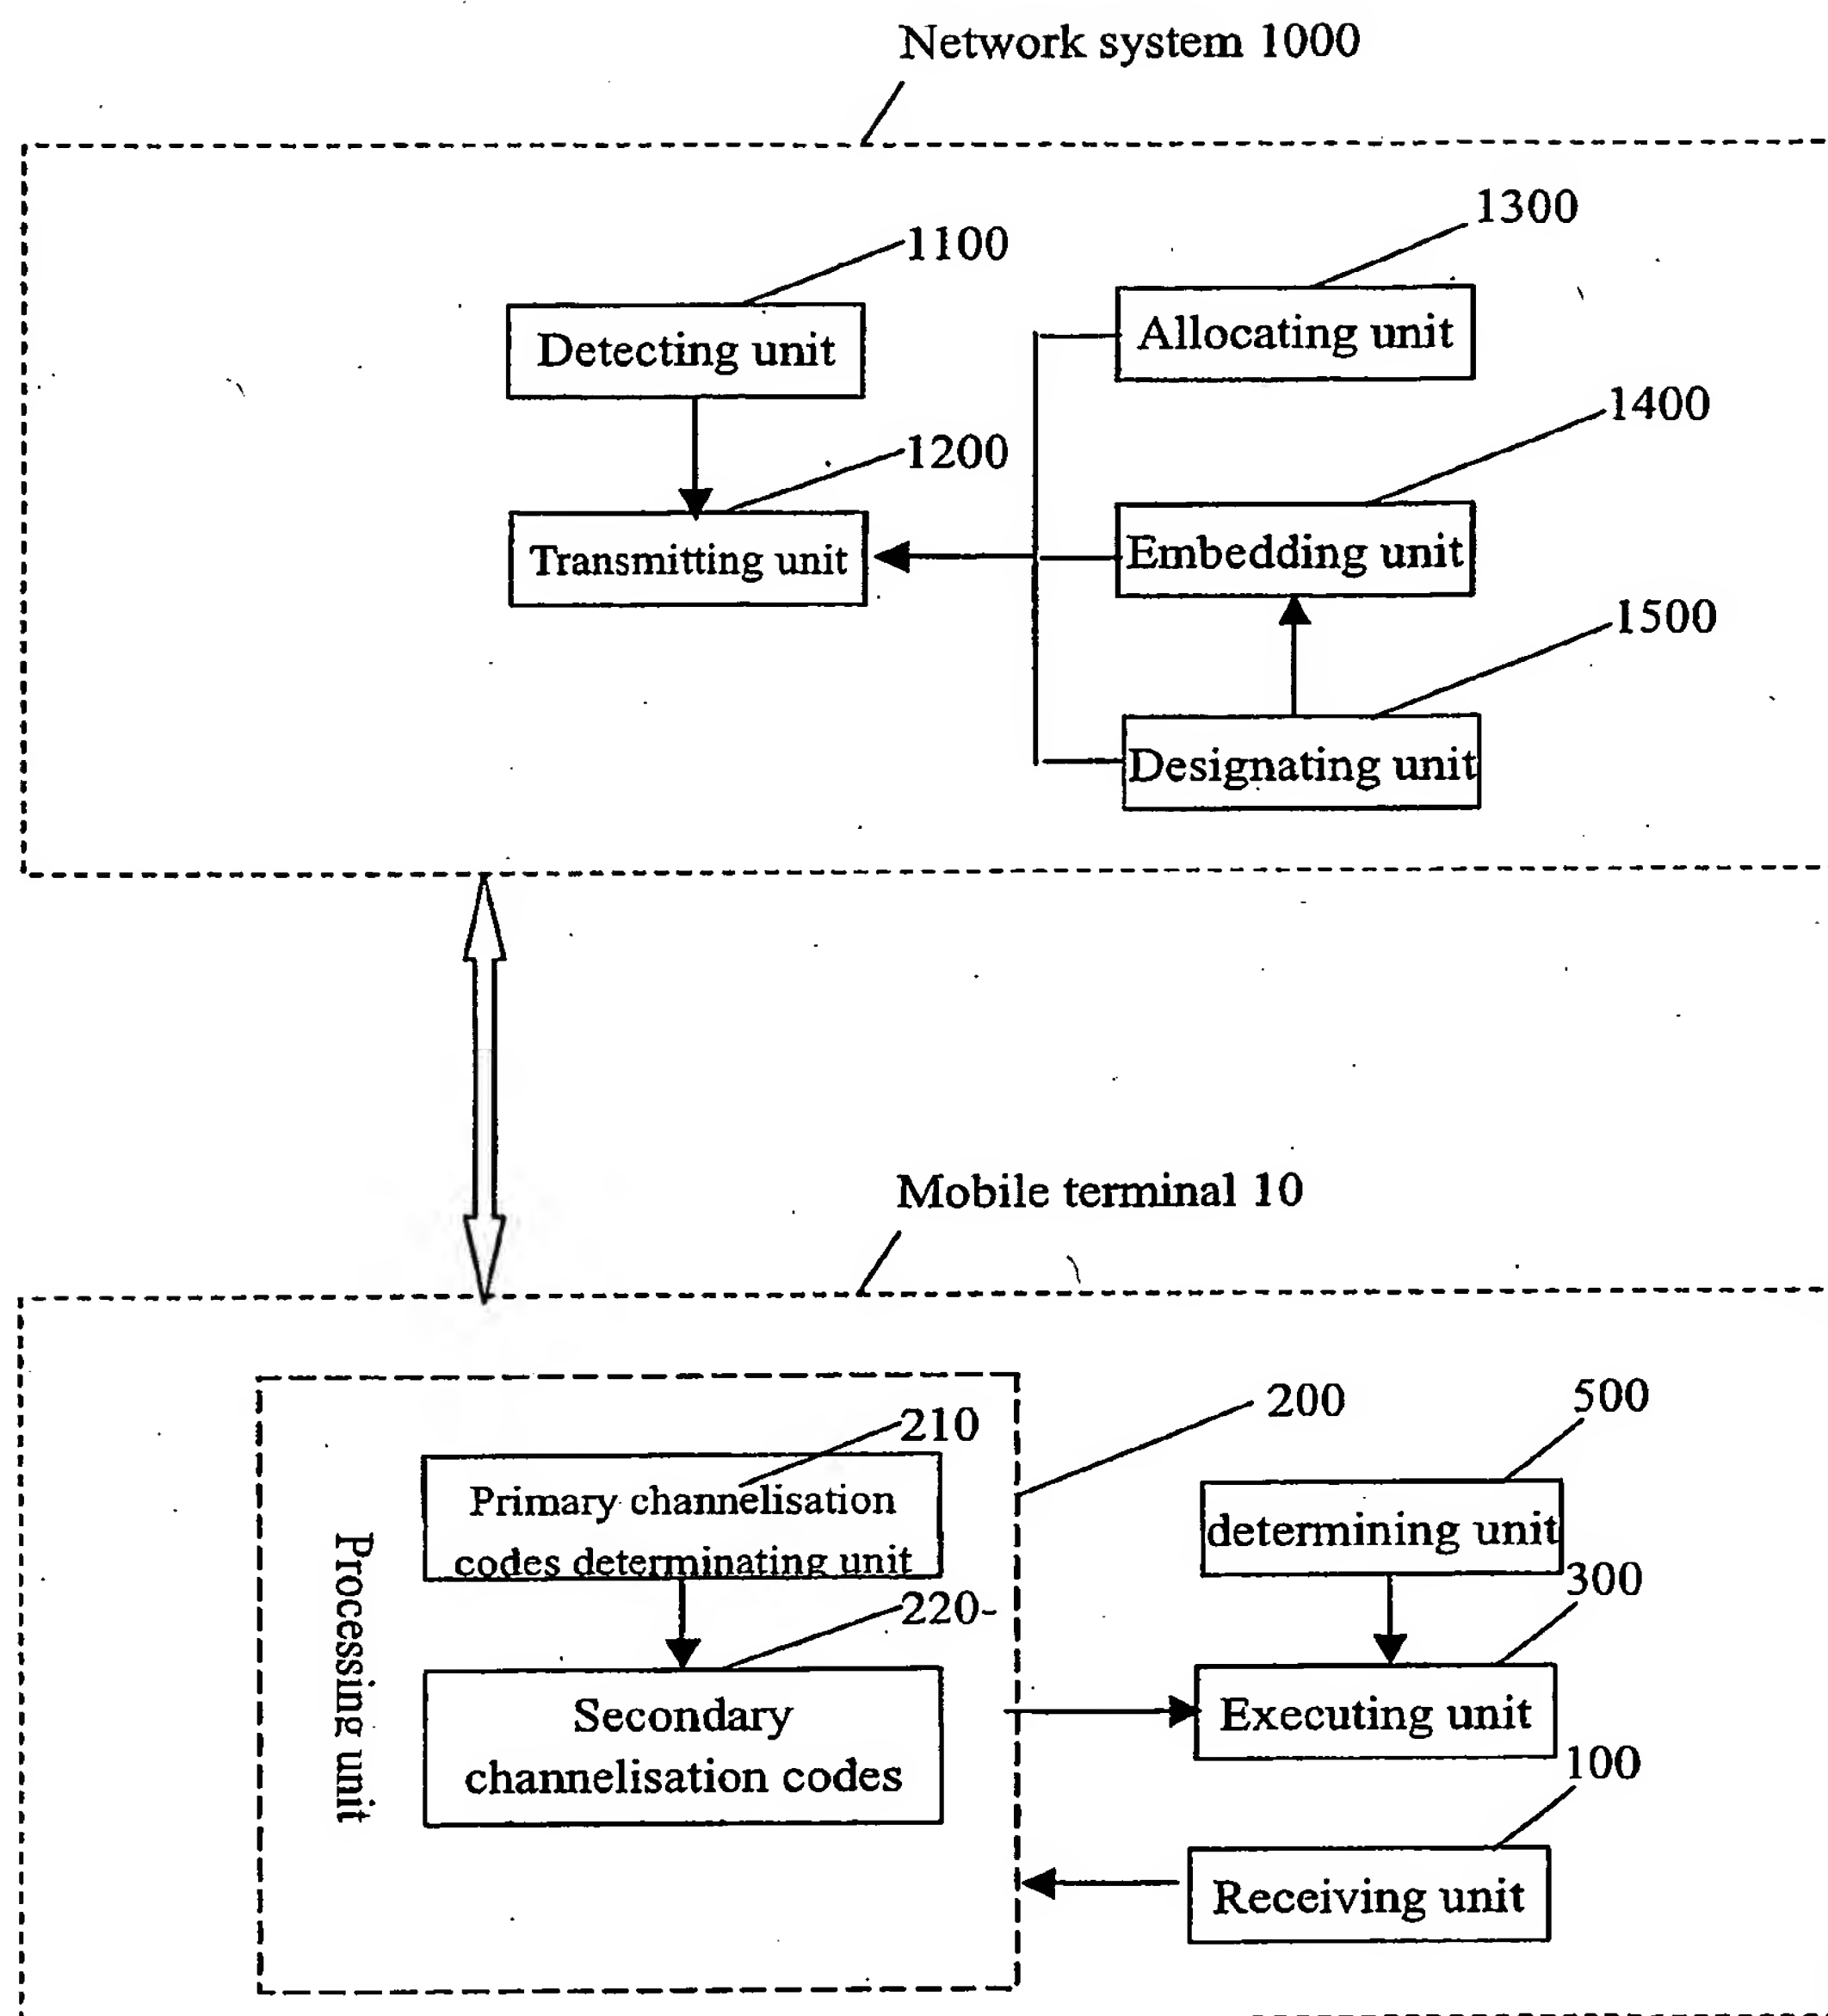 Network system 1000
1300
1100
Detecting unit
Allocating unit
1400
1200
Transmitting unit
Embedding unit
1500
Designating unit
Mobile terminal 10
200
500
210
Primary channelisation
codes determinating unit
determining unit
300
220-
Processing unit
Secondary
channelisation codes
Executing unit
100
Receiving unit